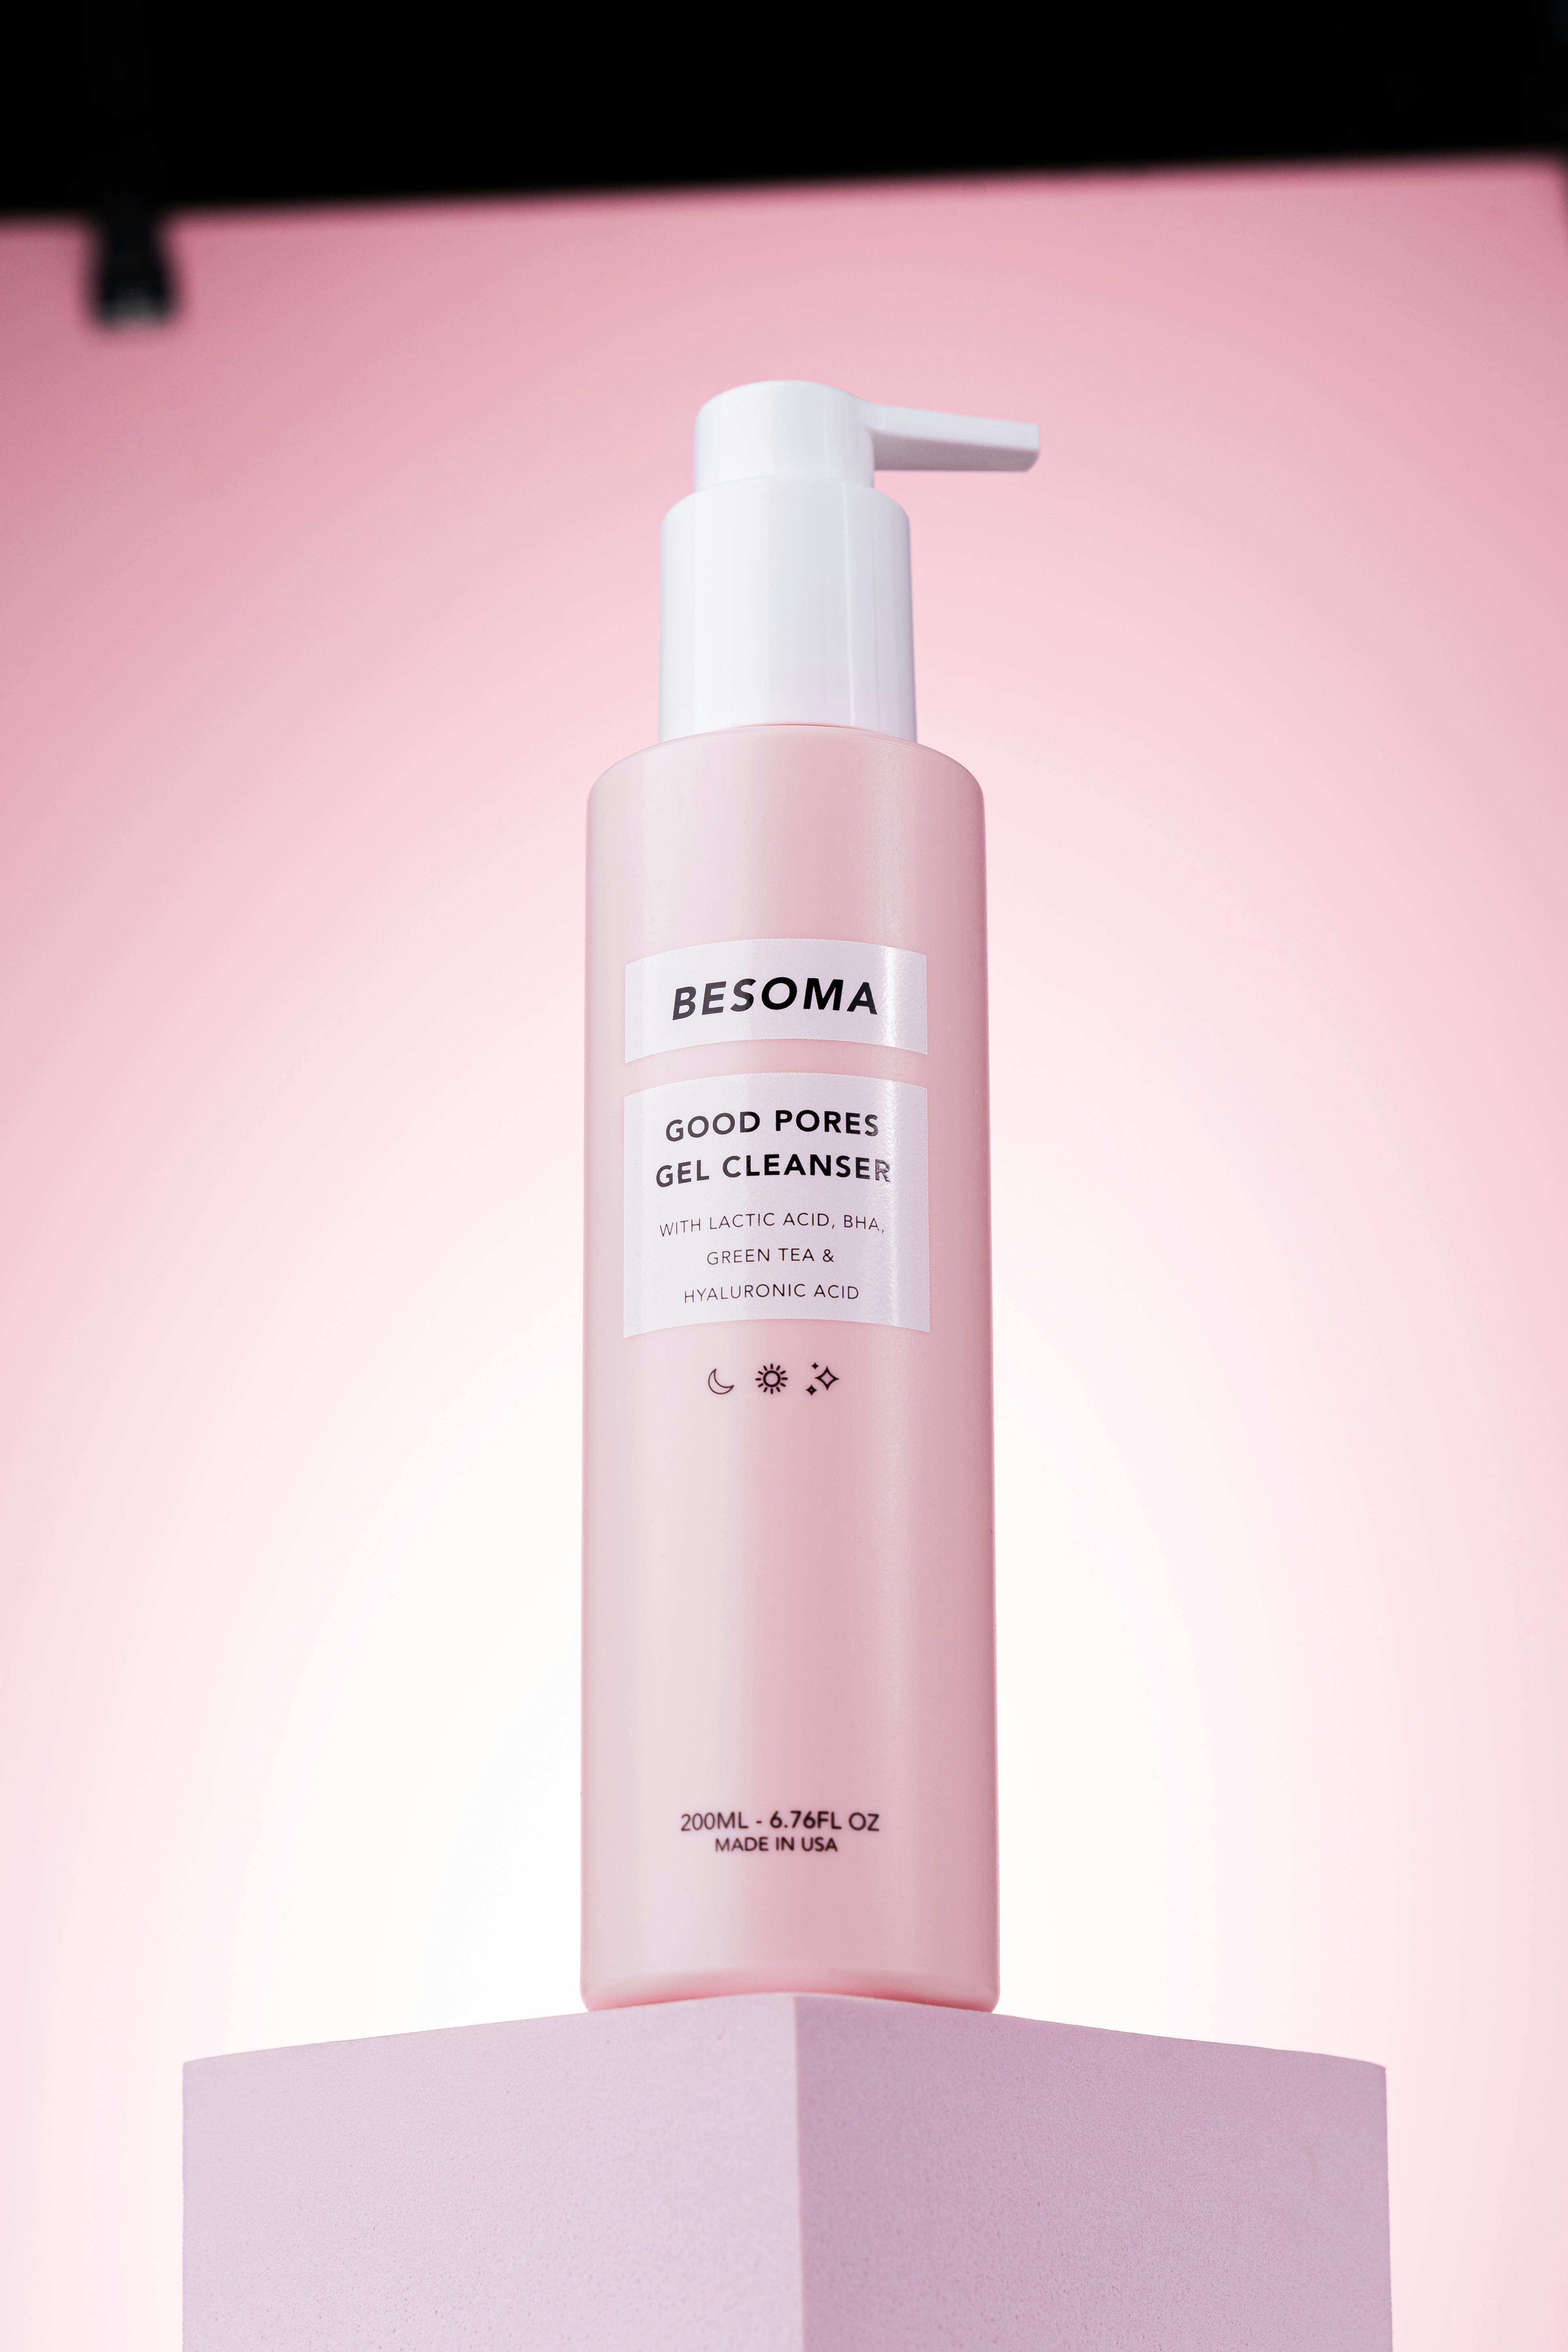 BESOMA
GOOD PORES
GEL CLEANSER
WITH LACTIC ACID, BHA,
GREEN TEA &
HYALURONIC ACID
200ML - 6.76FL OZ
MADE IN USA